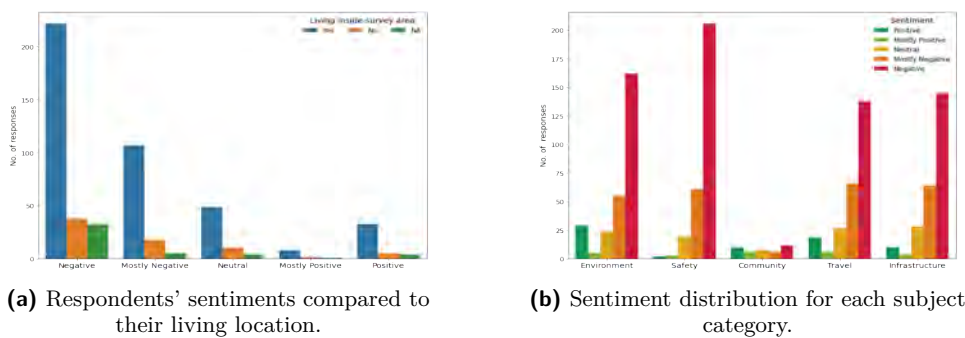 Living inside survey area
Yes No NA
200
150
100
50
0
No. of responses
Negative Mostly Negative Neutral Mostly Positive Positive
(a) Respondents' sentiments compared to
their living location.
Sentiment
Positive
Mostly Positive
Neutral
Mostly Negative
Negative
200
175
150
125
100
75
50
25
0
No. of responses
Environment Safety Community Travel Infrastructure
(b) Sentiment distribution for each subject
category.